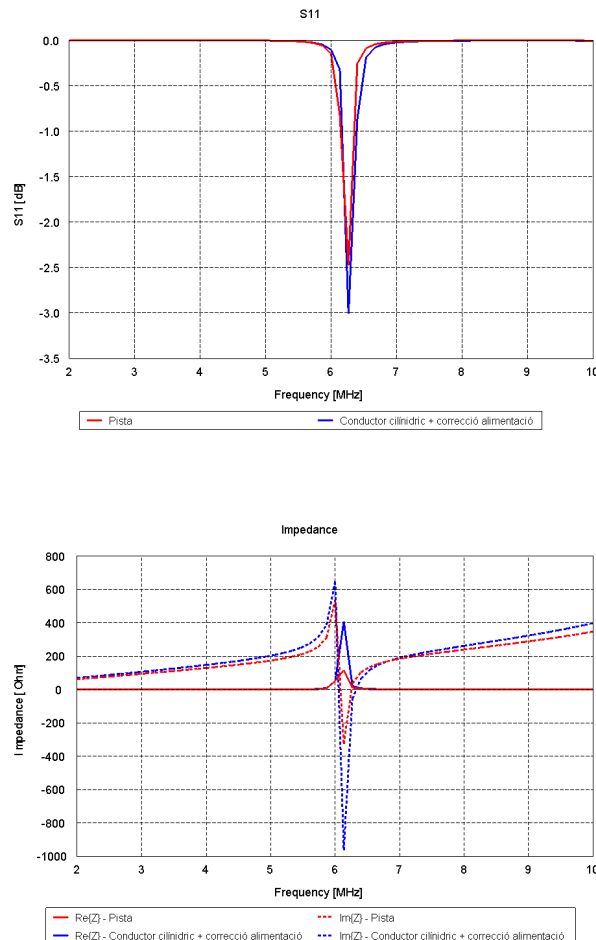 S11
0.0
-0.5
-1.0
-1.5
-2.0
-2.5
-3.0
-3.5
S11 [dB]
2 3 4 5 6 7 8 9 10
Frequency [MHz]
Pista Conductor cilínidric + correcció alimentació
Impedance
800
600
400
200
0
-200
-400
-600
-800
-1000
Impedance [Ohm]
2 3 4 5 6 7 8 9 10
Frequency [MHz]
Re{Z} - Pista Im{Z} - Pista
Re{Z} - Conductor cilínidric + correcció alimentació Im{Z} - Conductor cilínidric + correcció alimentació